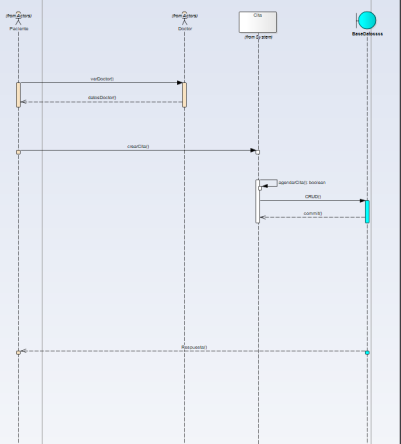 (from Actors)
Paciente
(from Actors)
Doctor
Cita
(from System)
BaseDatosss
verDoctor()
datosDoctor()
crearCita()
agendarCita() :boolean
CRUD()
commit()
Respuesta()